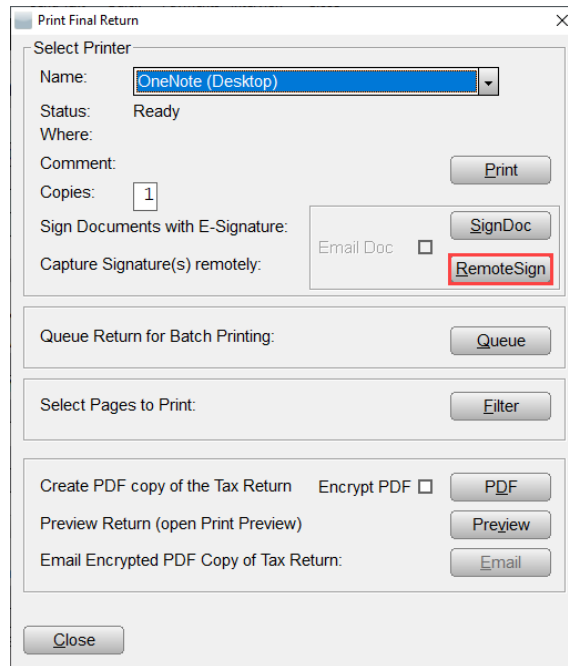 Print Final Return
Select Printer
Name: OneNote (Desktop)
Status: Ready
Where:
Comment:
Print
Copies: 1
Sign Documents with E-Signature: Email Doc SignDoc
Capture Signature(s) remotely: RemoteSign
Queue Return for Batch Printing: Queue
Select Pages to Print: Filter
Create PDF copy of the Tax Return Encrypt PDF PDF
Preview Return (open Print Preview) Preview
Email Encrypted PDF Copy of Tax Return: Email
Close